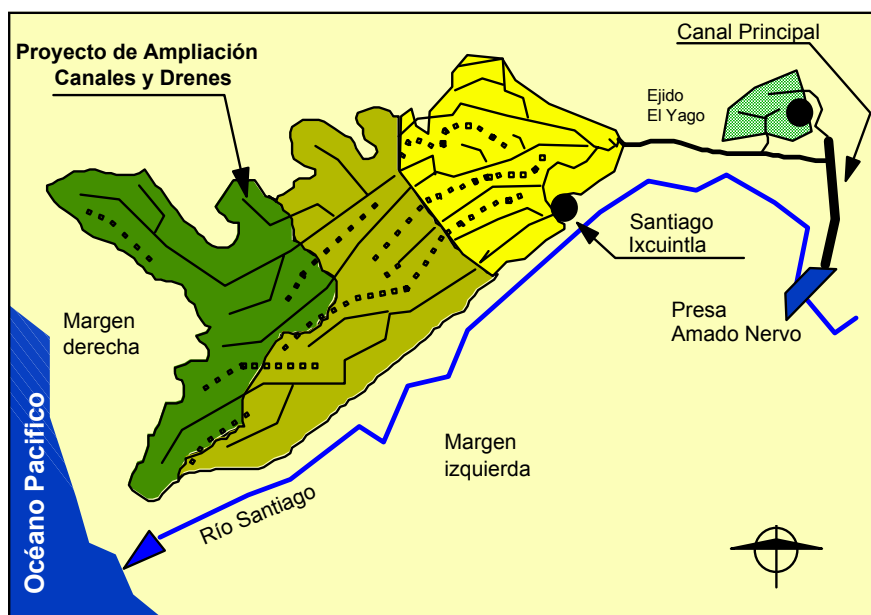 Canal Principal
Proyecto de Ampliación
Canales y Drenes
Ejido
El Yago
Santiago
Ixcuintla
Presa
Amado Nervo
Margen
derecha
Margen
izquierda
Río Santiago
Océano Pacifico